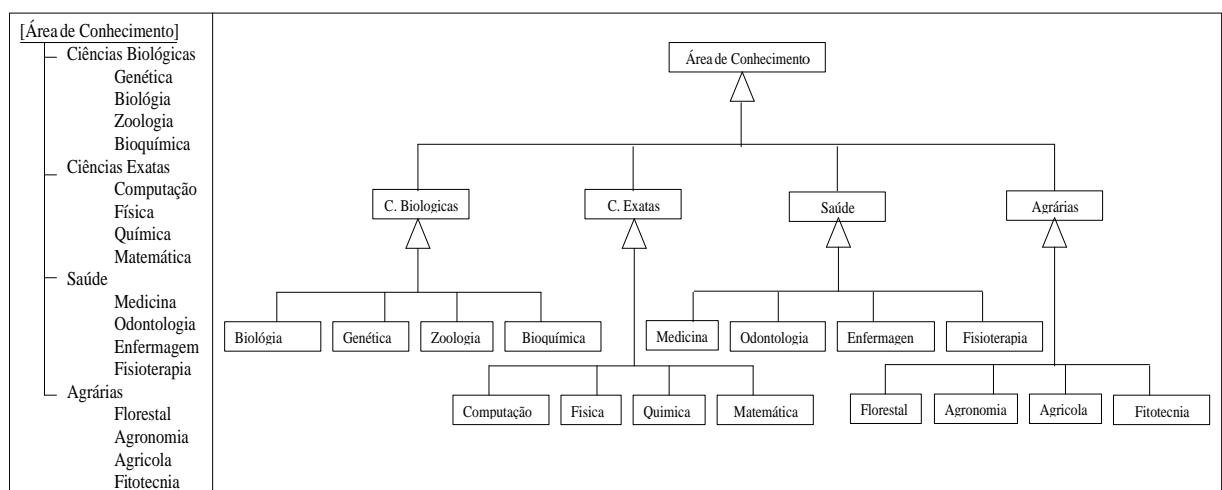 [Área de Conhecimento]
Ciências Biológicas
Genética
Biológia
Zoologia
Bioquímica
Ciências Exatas
Computação
Física
Química
Matemática
Saúde
Medicina
Odontologia
Enfermagem
Fisioterapia
Agrárias
Florestal
Agronomia
Agricola
Fitotecnia
Área de Conhecimento
C. Biologicas
C. Exatas
Saúde
Agrárias
Biológia
Genética
Zoologia
Bioquímica
Medicina
Odontologia
Enfermagen
Fisioterapia
Computação
Fisica
Quimica
Matemática
Florestal
Agronomia
Agricola
Fitotecnia